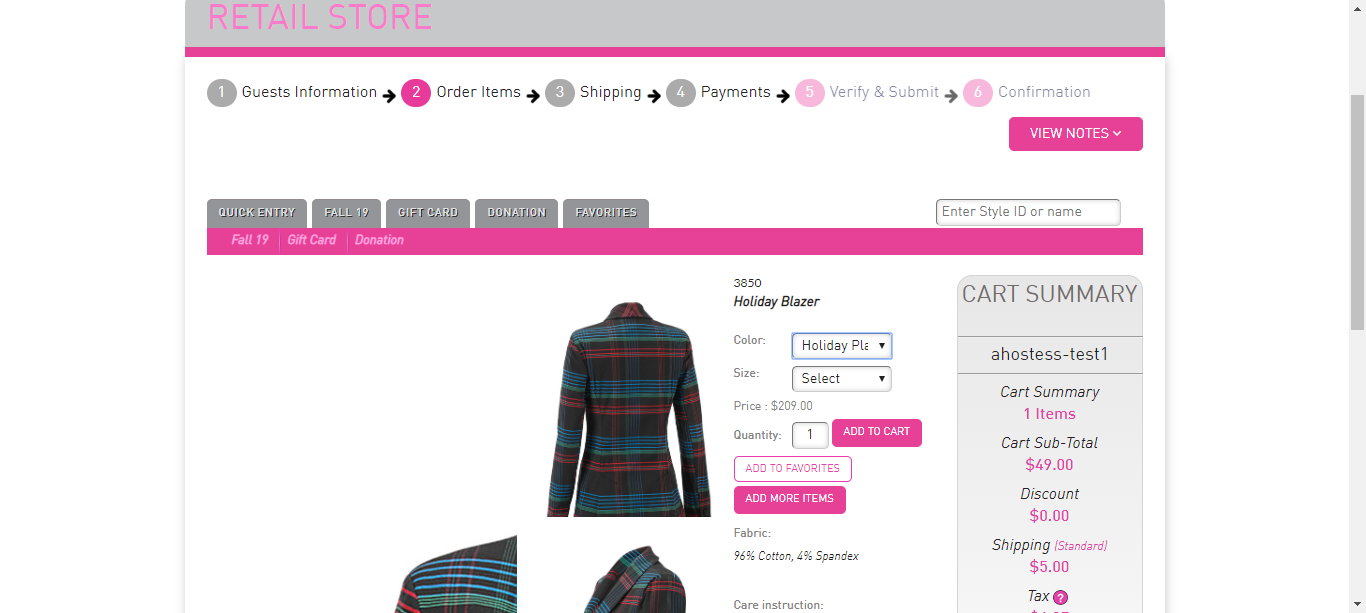 RETAIL STORE
1 Guests Information 2 Order Items 3 Shipping 4 Payments 5 Verify & Submit 6 Confirmation
VIEW NOTES
QUICK ENTRY FALL 19 GIFT CARD DONATION FAVORITES
Enter Style ID or name
Fall 19 Gift Card Donation
3850
Holiday Blazer
Color: Holiday Pla
Size: Select
Price : $209.00
Quantity: 1 ADD TO CART
ADD TO FAVORITES
ADD MORE ITEMS
Fabric:
96% Cotton, 4% Spandex
Care instruction:
CART SUMMARY
ahostess-test1
Cart Summary
1 Items
Cart Sub-Total
$49.00
Discount
$0.00
Shipping (Standard)
$5.00
Tax ?